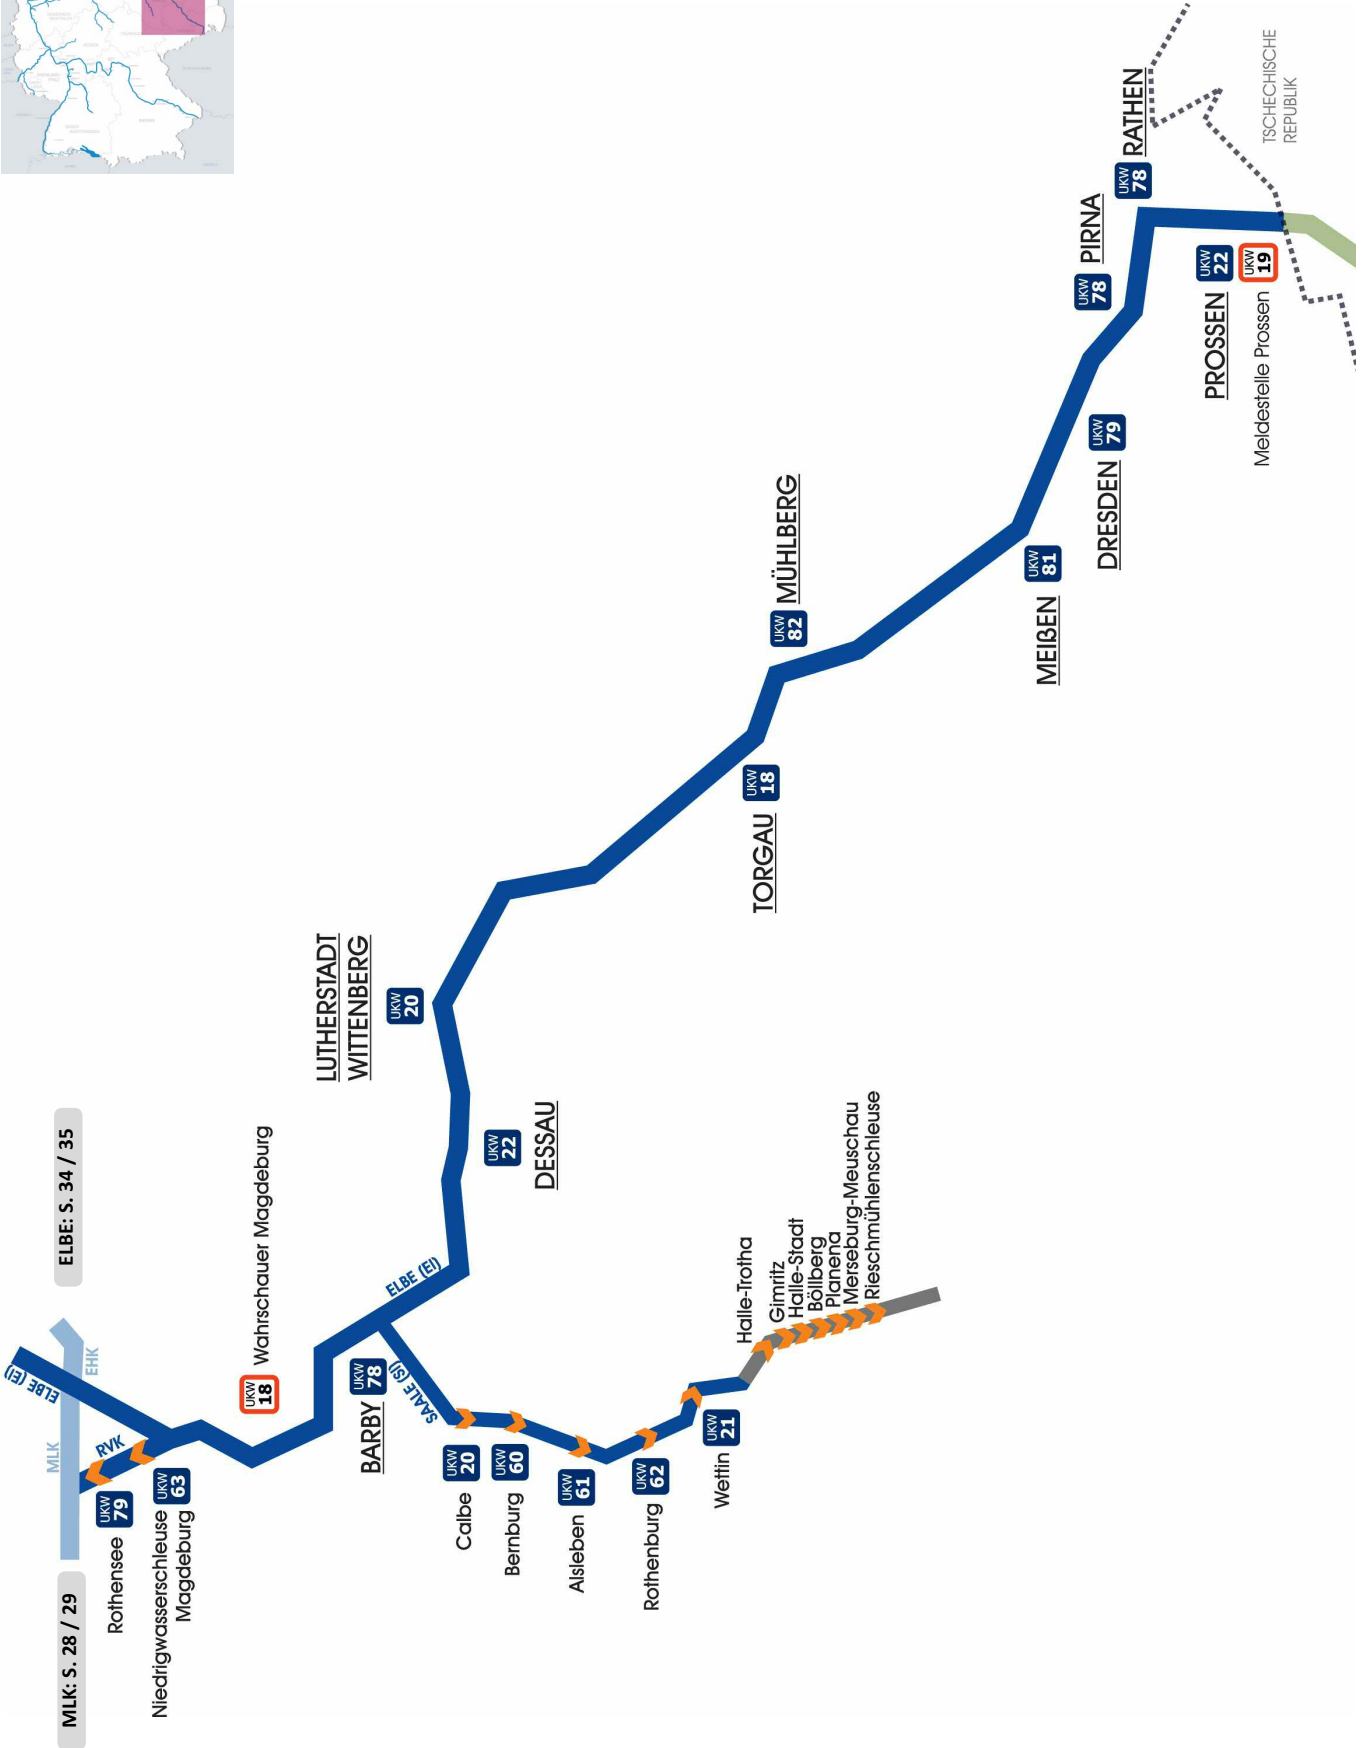 MLK: S. 28 / 29
ELBE: S. 34 / 35
MLK
EHK
ELBE (El)
RVK
Rothensee
UKW
79
Niedrigwasserschleuse
Magdeburg
UKW
63
UKW
18
Wahrschauer Magdeburg
BARBY
UKW
78
ELBE (El)
SAALE (Sl)
Calbe
UKW
20
Bernburg
UKW
60
Alsleben
UKW
61
Rothenburg
UKW
62
Wettin
UKW
21
Halle-Trotha
Gimritz
Halle-Stadt
Böllberg
Planena
Merseburg-Meuschau
Rieschmühlenschleuse
DESSAU
UKW
22
LUTHERSTADT
WITTENBERG
UKW
20
TORGAU
UKW
18
UKW
82
MÜHLBERG
MEIßEN
UKW
81
DRESDEN
UKW
79
UKW
78
PIRNA
UKW
78
RATHEN
PROSSEN
UKW
22
Meldestelle Prossen
UKW
19
TSCHECHISCHE
REPUBLIK